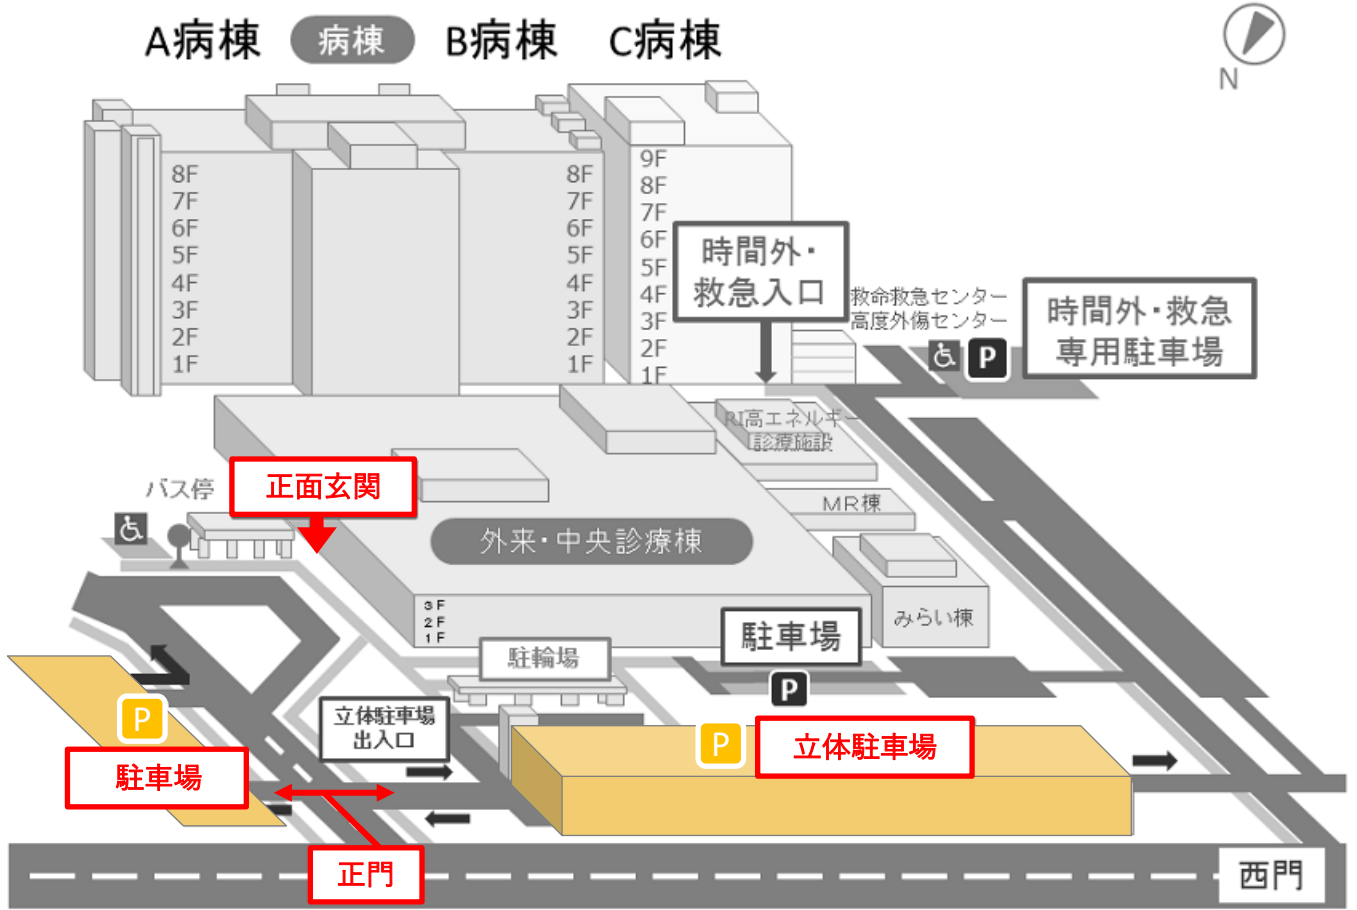 A病棟
病棟
B病棟
C病棟
N
8F
7F
6F
5F
4F
3F
2F
1F
8F
7F
6F
5F
4F
3F
2F
1F
9F
8F
7F
6F
5F
4F
3F
2F
1F
時間外・
救急入口
救命救急センター
高度外傷センター
P
時間外・救急
専用駐車場
RI高エネルギー
診療施設
MR棟
みらい棟
バス停
正面玄関
外来・中央診療棟
3F
2F
1F
駐輪場
駐車場
P
立体駐車場
出入口
P
駐車場
P
立体駐車場
正門
西門